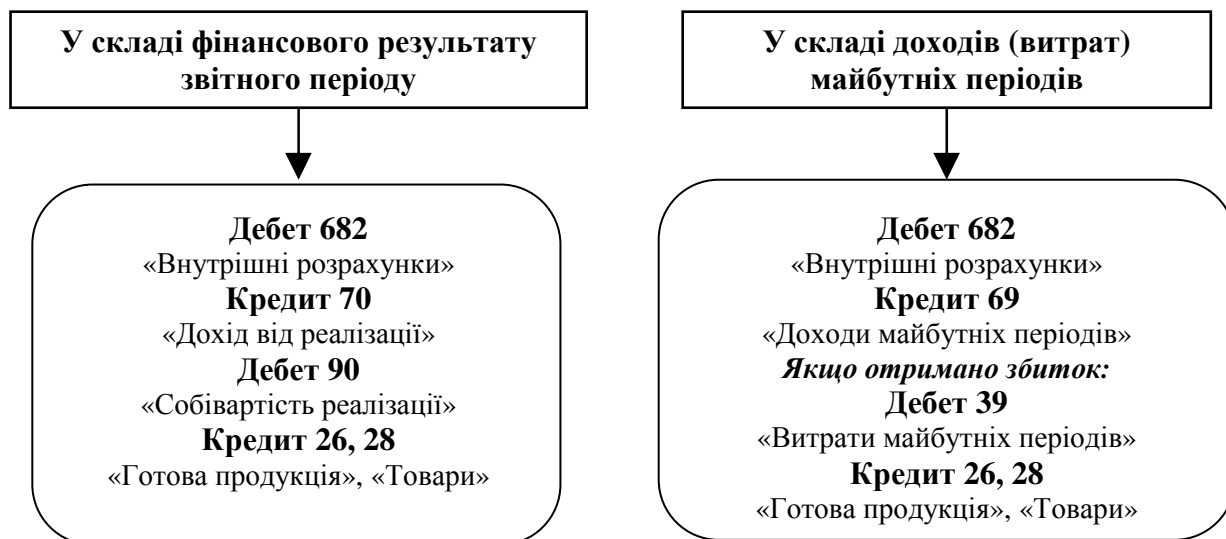 У складі фінансового результату
звітного періоду
Дебет 682
«Внутрішні розрахунки»
Кредит 70
«Дохід від реалізації»
Дебет 90
«Собівартість реалізації»
Кредит 26, 28
«Готова продукція», «Товари»
У складі доходів (витрат)
майбутніх періодів
Дебет 682
«Внутрішні розрахунки»
Кредит 69
«Доходи майбутніх періодів»
Якщо отримано збиток:
Дебет 39
«Витрати майбутніх періодів»
Кредит 26, 28
«Готова продукція», «Товари»